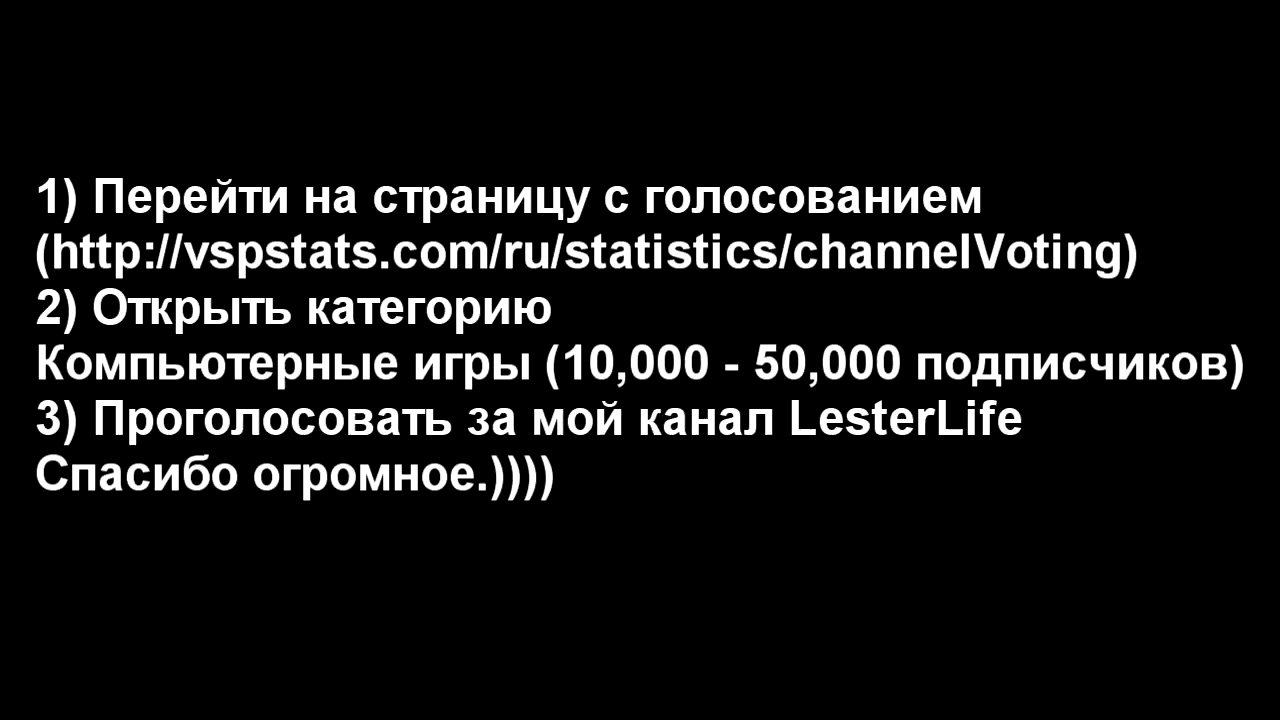 1) Перейти на страницу с голосованием
(http://vspstats.com/ru/statistics/channelVoting)
2) Открыть категорию
Компьютерные игры (10,000 - 50,000 подписчиков)
3) Проголосовать за мой канал LesterLife
Спасибо огромное.))))